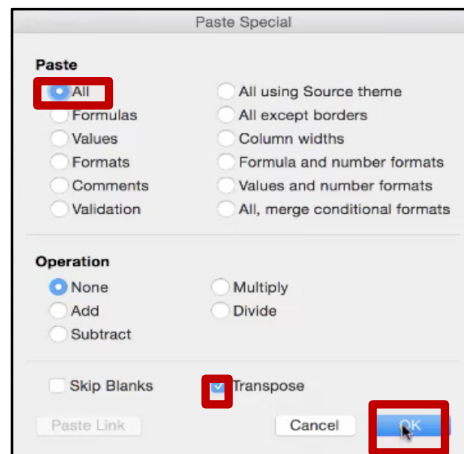 Paste Special
Paste
All
All using Source theme
Formulas
All except borders
Values
Column widths
Formats
Formula and number formats
Comments
Values and number formats
Validation
All, merge conditional formats
Operation
None
Multiply
Add
Divide
Subtract
Skip Blanks
Transpose
Paste Link
Cancel
OK